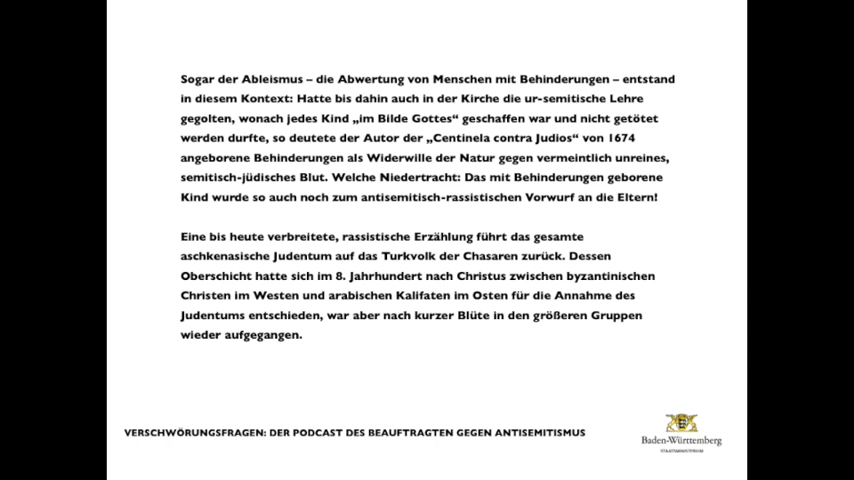 Sogar der Ableismus – die Abwertung von Menschen mit Behinderungen – entstand
in diesem Kontext: Hatte bis dahin auch in der Kirche die ur-semitische Lehre
gegolten, wonach jedes Kind „im Bilde Gottes“ geschaffen war und nicht getötet
werden durfte, so deutete der Autor der „Centinela contra Judios“ von 1674
angeborene Behinderungen als Widerwille der Natur gegen vermeintlich unreines,
semitisch-jüdisches Blut. Welche Niedertracht: Das mit Behinderungen geborene
Kind wurde so auch noch zum antisemitisch-rassistischen Vorwurf an die Eltern!
Eine bis heute verbreitete, rassistische Erzählung führt das gesamte
aschkenasische Judentum auf das Turkvolk der Chasaren zurück. Dessen
Oberschicht hatte sich im 8. Jahrhundert nach Christus zwischen byzantinischen
Christen im Westen und arabischen Kalifaten im Osten für die Annahme des
Judentums entschieden, war aber nach kurzer Blüte in den größeren Gruppen
wieder aufgegangen.
VERSCHWÖRUNGSFRAGEN: DER PODCAST DES BEAUFTRAGTEN GEGEN ANTISEMITISMUS
Baden-Württemberg
STAATSMINISTERIUM